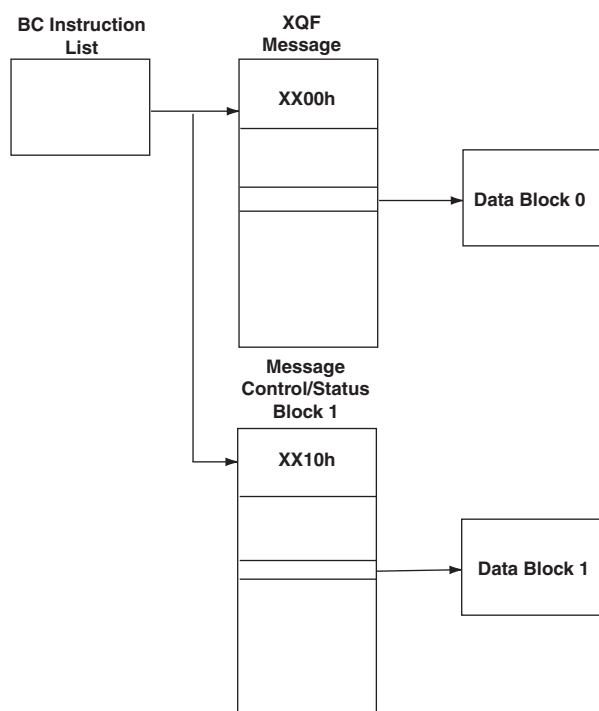 BC Instruction
List
XQF
Message
XX00h
Data Block 0
Message
Control/Status
Block 1
XX10h
Data Block 1